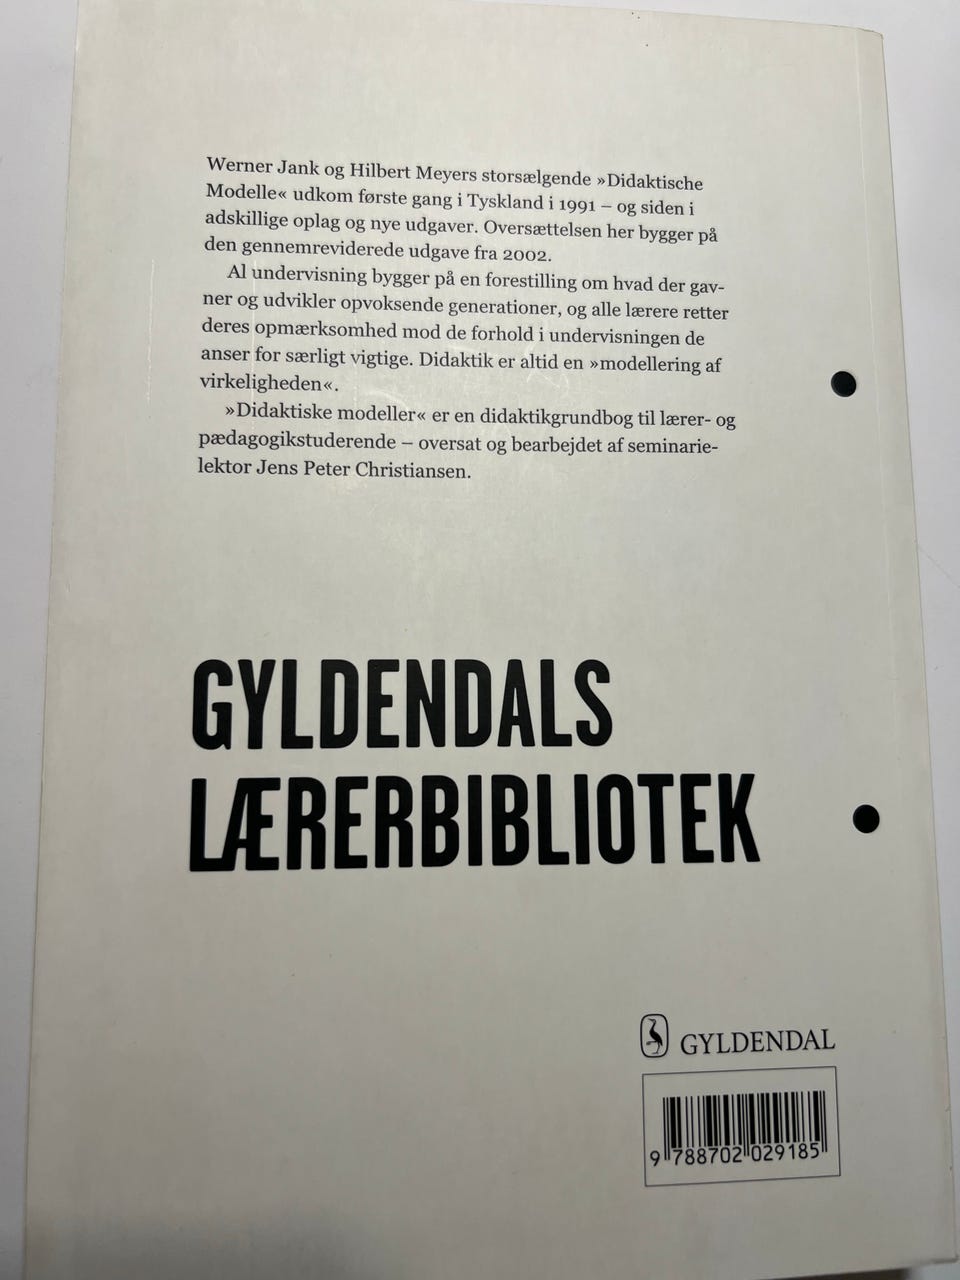 Werner Jank og Hilbert Meyers storsælgende »Didaktische
Modelle« udkom første gang i Tyskland i 1991 – og siden i
adskillige oplag og nye udgaver. Oversættelsen her bygger på
den gennemreviderede udgave fra 2002.
Al undervisning bygger på en forestilling om hvad der gav-
ner og udvikler opvoksende generationer, og alle lærere retter
deres opmærksomhed mod de forhold i undervisningen de
anser for særligt vigtige. Didaktik er altid en »modellering af
virkeligheden«.
»Didaktiske modeller« er en didaktikgrundbog til lærer- og
pædagogikstuderende – oversat og bearbejdet af seminarie-
lektor Jens Peter Christiansen.
GYLDENDALS
LÆRERBIBLIOTEK
GYLDENDAL
9 788702 029185